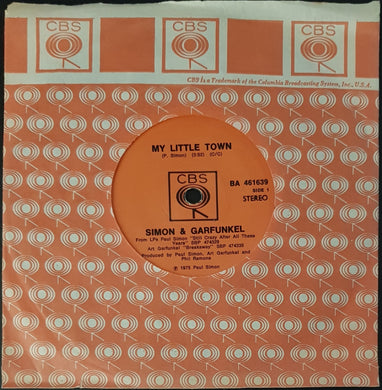 CBS
CBS
CBS
CBS Is a Trademark of the Columbia Broadcasting System, Inc., U.S.A.
MY LITTLE TOWN
(P. Simon) (3:52) (C/C)
CBS
BA 461639
SIDE 1
STEREO
SIMON & GARFUNKEL
From LPs Paul Simon "Still Crazy After All These
Years" SBP 474329
Art Garfunkel "Breakaway" SBP
Produced by Paul Simon, Art Garfunkel and
Phil Ramone
℗ 1975 Paul Simon